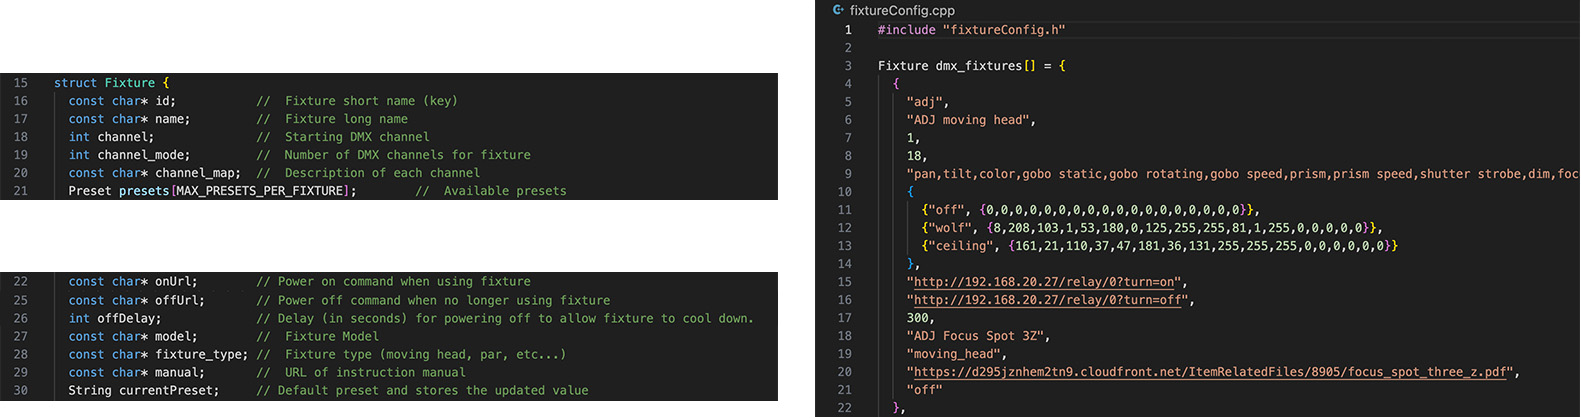 15 struct Fixture {
16 const char* id; // Fixture short name (key)
17 const char* name; // Fixture long name
18 int channel; // Starting DMX channel
19 int channel_mode; // Number of DMX channels for fixture
20 const char* channel_map; // Description of each channel
21 Preset presets[MAX_PRESETS_PER_FIXTURE]; // Available presets
22 const char* onUrl; // Power on command when using fixture
25 const char* offUrl; // Power off command when no longer using fixture
26 int offDelay; // Delay (in seconds) for powering off to allow fixture to cool down.
27 const char* model; // Fixture Model
28 const char* fixture_type; // Fixture type (moving head, par, etc...)
29 const char* manual; // URL of instruction manual
30 String currentPreset; // Default preset and stores the updated value
fixtureConfig.cpp
1 #include "fixtureConfig.h"
2
3 Fixture dmx_fixtures[] = {
4 {
5 "adj",
6 "ADJ moving head",
7 1,
8 18,
9 "pan,tilt,color,gobo static,gobo rotating,gobo speed,prism,prism speed,shutter strobe,dim,foc
10 {
11 {"off", {0,0,0,0,0,0,0,0,0,0,0,0,0,0,0,0,0,0}},
12 {"wolf", {8,208,103,1,53,180,0,125,255,255,81,1,255,0,0,0,0,0}},
13 {"ceiling", {161,21,110,37,47,181,36,131,255,255,255,0,0,0,0,0,0}}
14 },
15 "http://192.168.20.27/relay/0?turn=on",
16 "http://192.168.20.27/relay/0?turn=off",
17 300,
18 "ADJ Focus Spot 3Z",
19 "moving_head",
20 "https://d295jznhem2tn9.cloudfront.net/ItemRelatedFiles/8905/focus_spot_three_z.pdf",
21 "off"
22 },